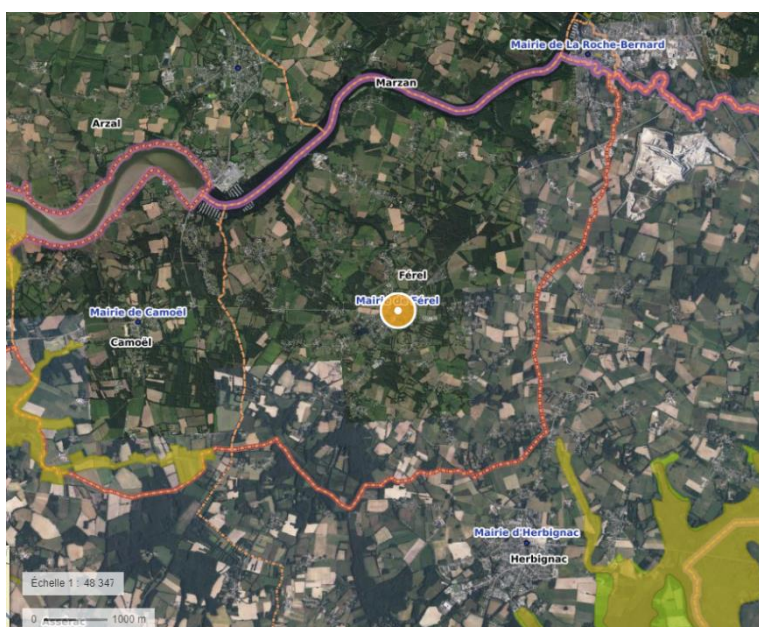 Mairie de La Roche-Bernard
Marzan
Arzal
Férel
Mairie de Férel
Mairie de Camoël
Camoël
Mairie d'Herbignac
Herbignac
Échelle 1 : 48 347
0 1000 m
Assérac